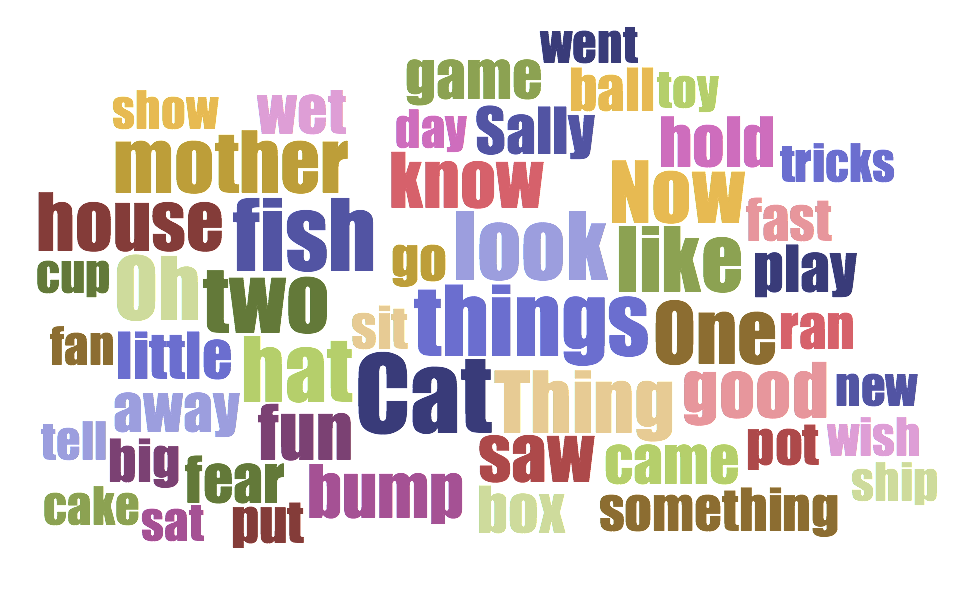 went
game
ball toy
show wet
day Sally hold
mother know tricks
house fish Now fast
look like
cup Oh two go play
sit things One ran
fan little hat
Cat Thing good new
away fun
tell big saw came pot wish
fear bump ship
cake sat put box something